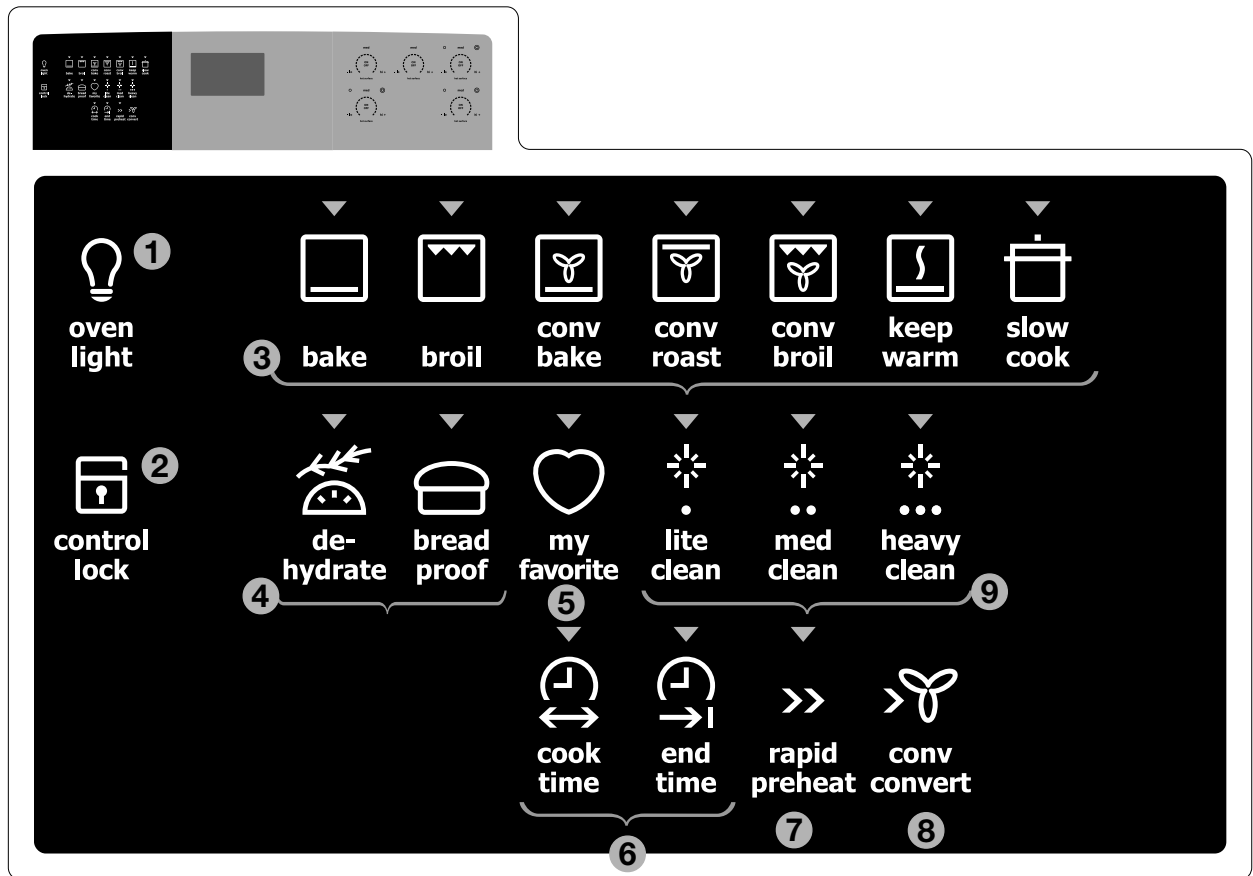 1
oven
light
3
bake
broil
conv
bake
conv
roast
conv
broil
keep
warm
slow
cook
2
control
lock
4
de-
hydrate
bread
proof
my
favorite
5
lite
clean
med
clean
heavy
clean
9
cook
time
end
time
6
rapid
preheat
7
conv
convert
8